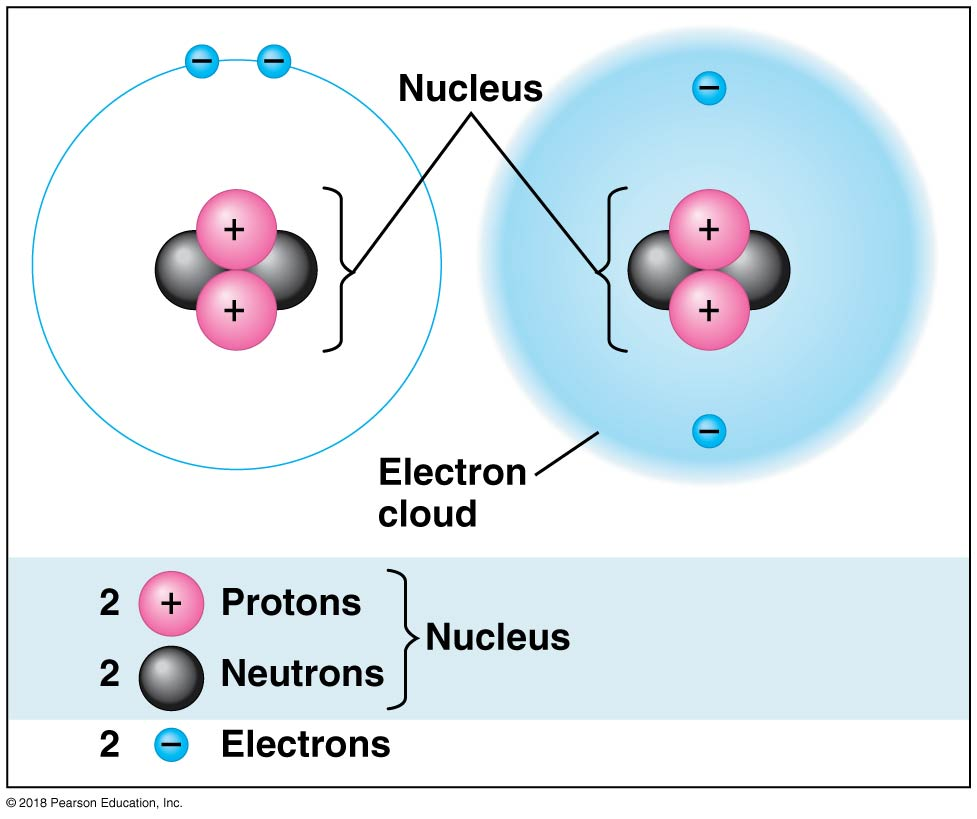 − −
Nucleus
−
+ +
+ +
−
Electron
cloud
2 + Protons
Nucleus
2 Neutrons
2 − Electrons
© 2018 Pearson Education, Inc.